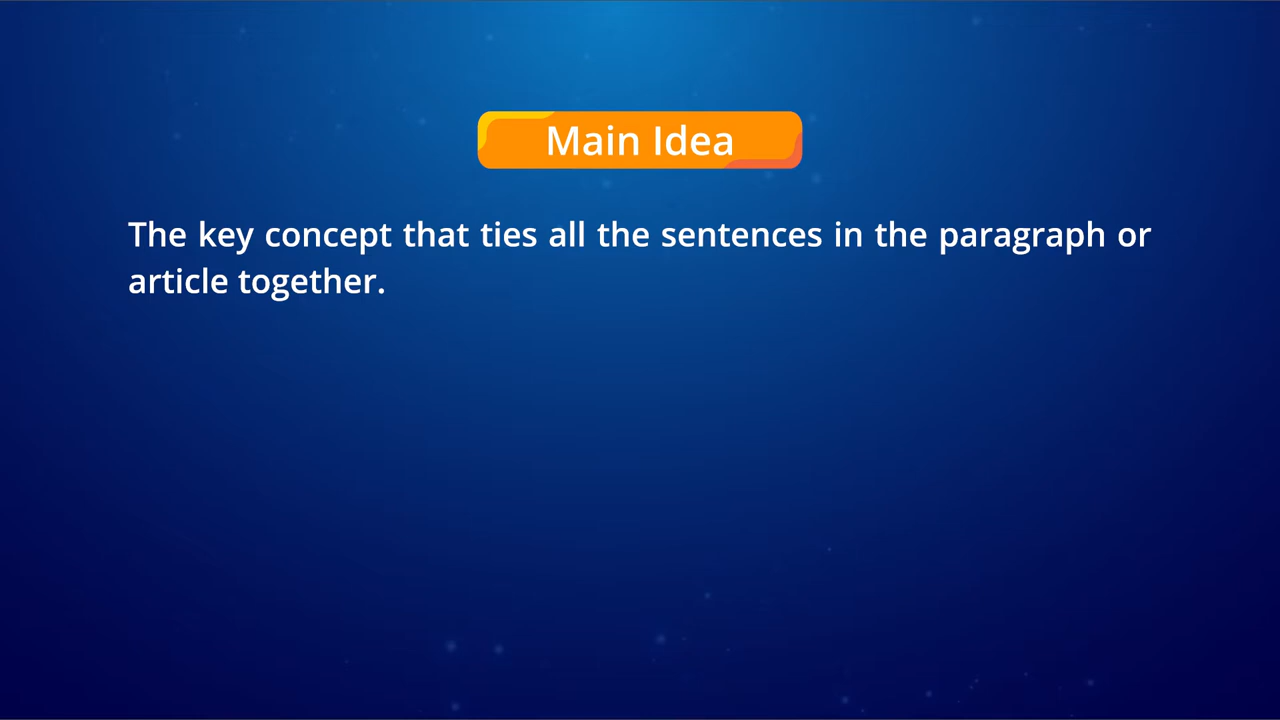 Main Idea
The key concept that ties all the sentences in the paragraph or
article together.